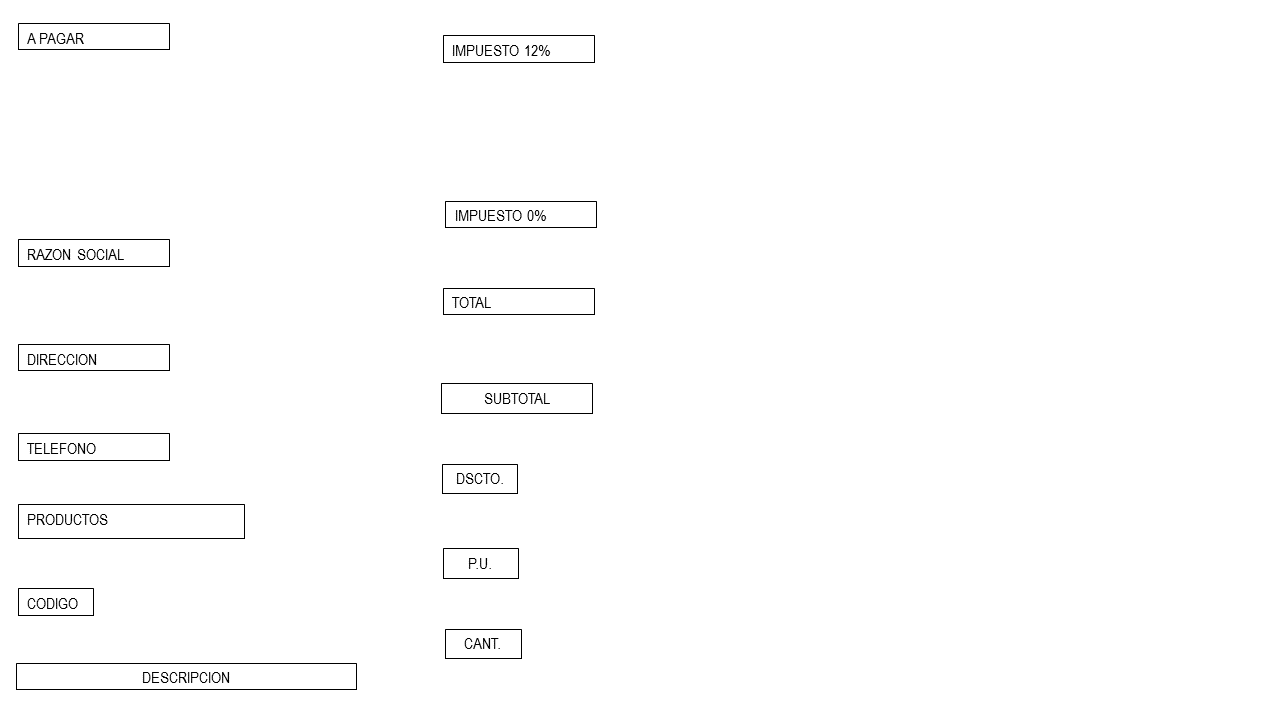 A PAGAR
RAZON SOCIAL
DIRECCION
TELEFONO
PRODUCTOS
CODIGO
DESCRIPCION
IMPUESTO 12%
IMPUESTO 0%
TOTAL
SUBTOTAL
DSCTO.
P.U.
CANT.